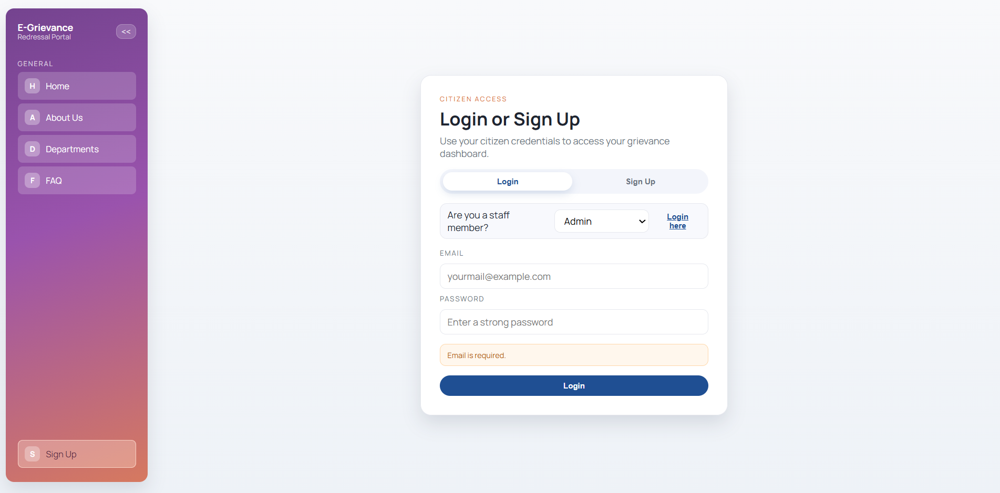 E-Grievance
Redressal Portal
<<
GENERAL
H Home
A About Us
D Departments
F FAQ
S Sign Up
CITIZEN ACCESS
Login or Sign Up
Use your citizen credentials to access your grievance
dashboard.
Login Sign Up
Are you a staff
member?
Admin
Login
here
EMAIL
yourmail@example.com
PASSWORD
Enter a strong password
Email is required.
Login